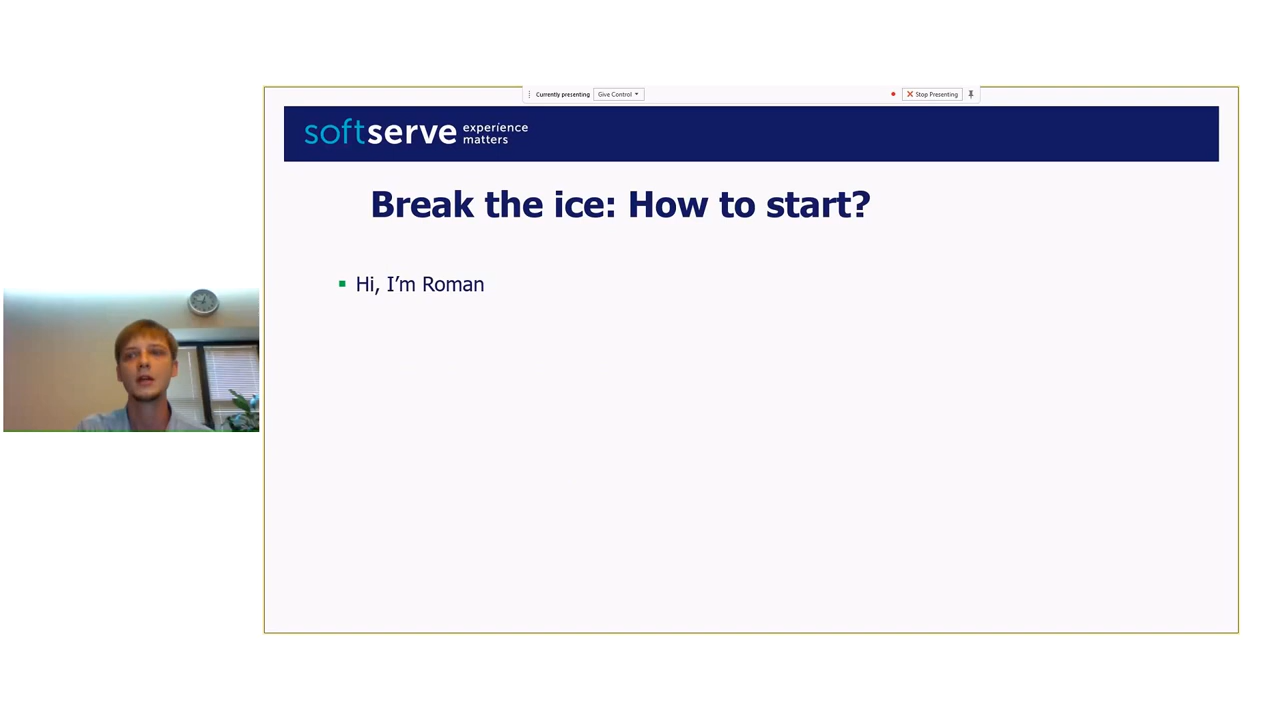 Currently presenting Give Control Stop Presenting
softserve experience matters
Break the ice: How to start?
Hi, I’m Roman